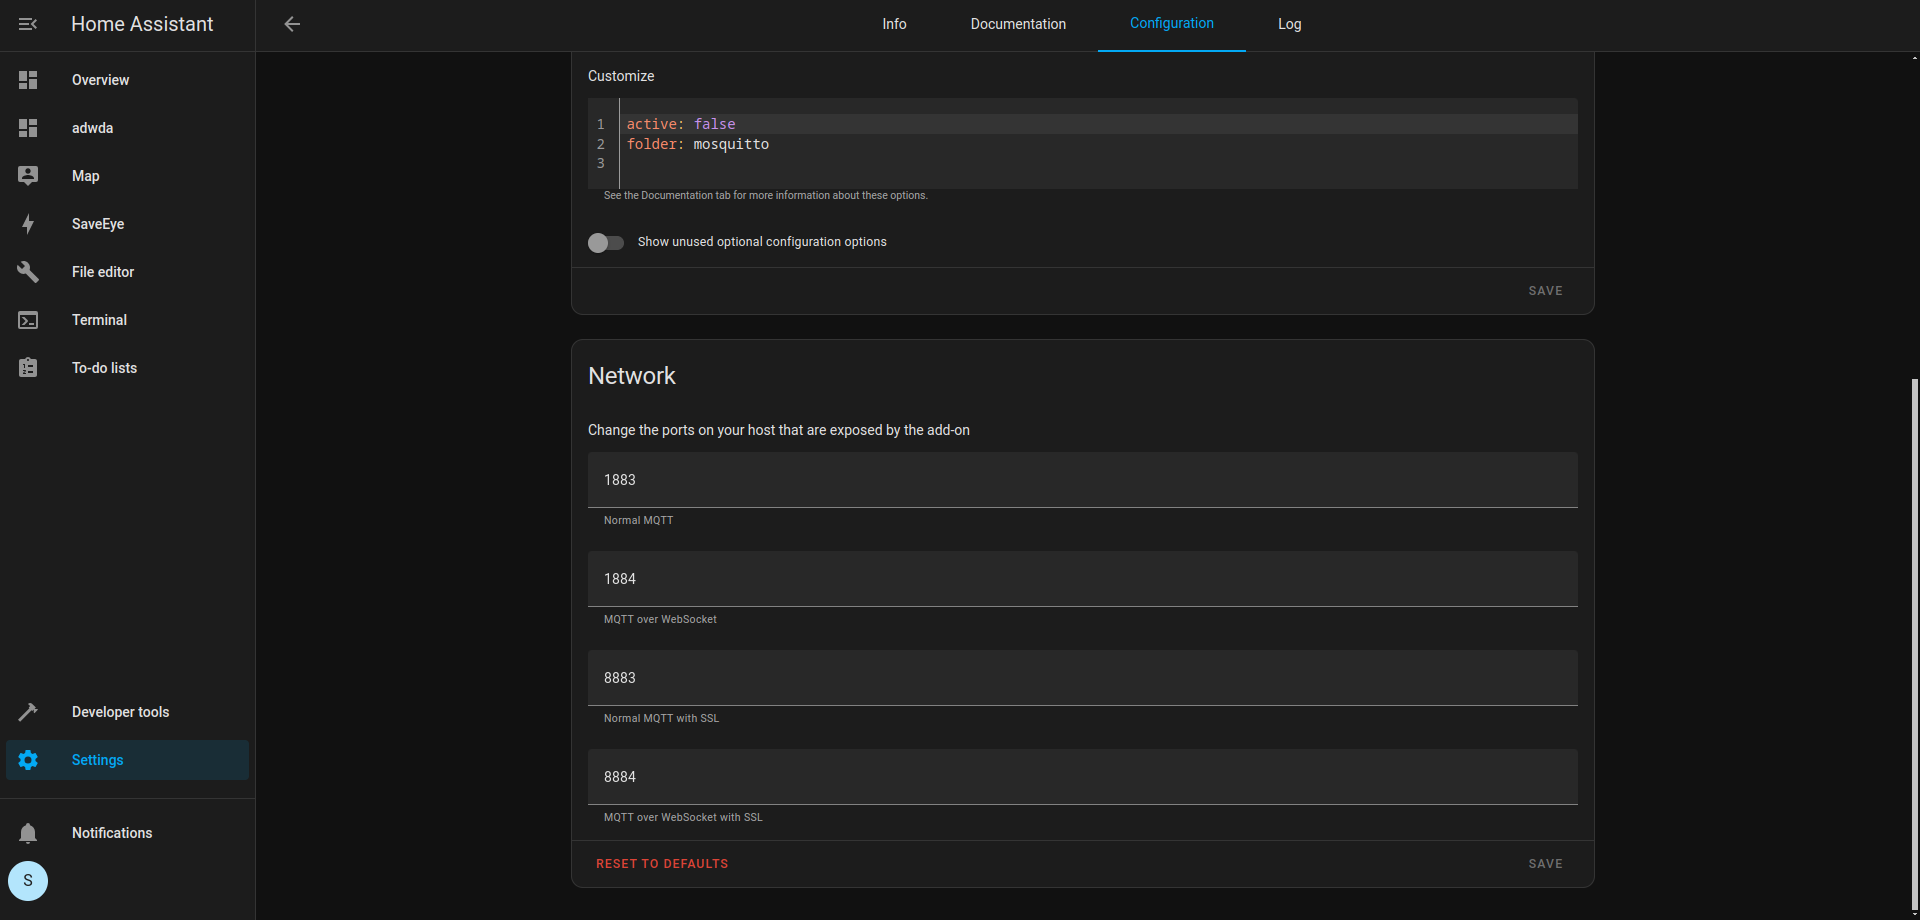 Home Assistant
Info
Documentation
Configuration
Log
Overview
adwda
Map
SaveEye
File editor
Terminal
To-do lists
Developer tools
Settings
Notifications
S
Customize
1 active: false
2 folder: mosquitto
3
See the Documentation tab for more information about these options.
Show unused optional configuration options
SAVE
Network
Change the ports on your host that are exposed by the add-on
1883
Normal MQTT
1884
MQTT over WebSocket
8883
Normal MQTT with SSL
8884
MQTT over WebSocket with SSL
RESET TO DEFAULTS
SAVE